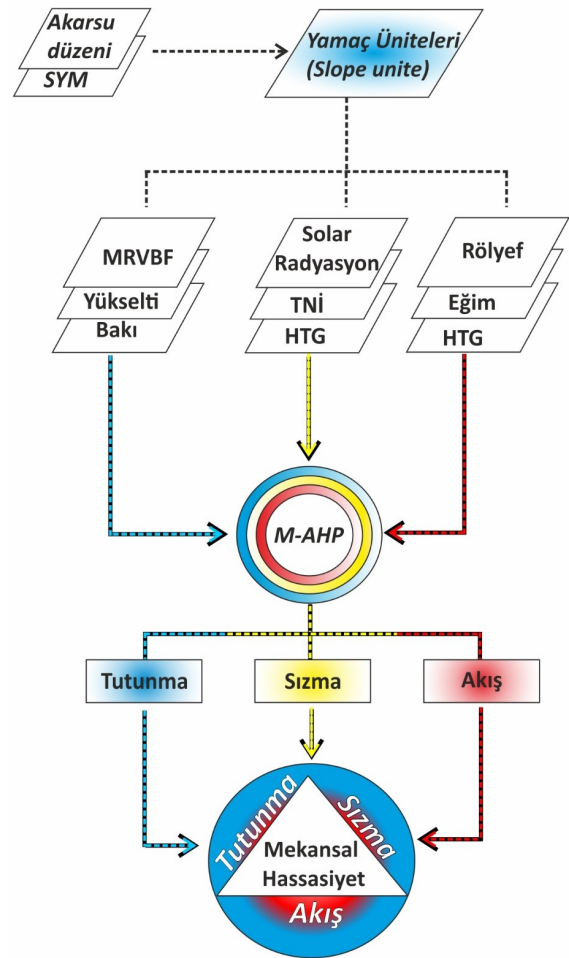 Akarsu
düzeni
SYM
Yamaç Üniteleri
(Slope unite)
MRVBF
Yükselti
Bakı
Solar
Radyasyon
TNİ
HTG
Rölyef
Eğim
HTG
M-AHP
Tutunma
Sızma
Akış
Tutunma
Sızma
Mekansal
Hassasiyet
Akış